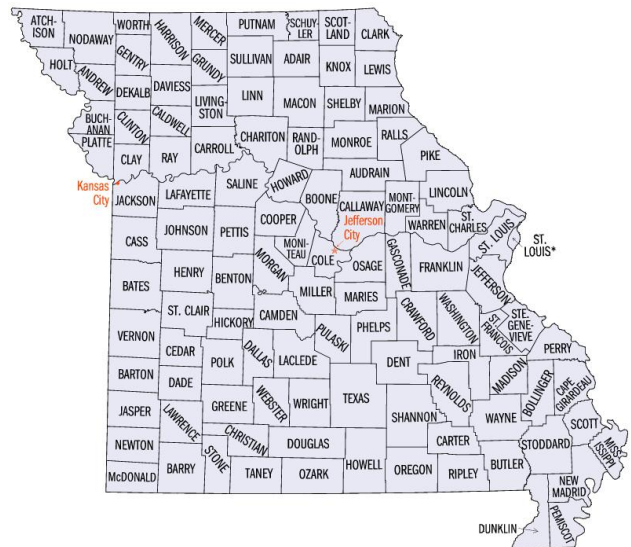 ATCH-
ISON
NODAWAY
WORTH
HARRISON
MERCER
PUTNAM
SCHUY-
LER
SCOT-
LAND
CLARK
HOLT
ANDREW
GENTRY
GRUNDY
SULLIVAN
ADAIR
KNOX
LEWIS
DEKALB
DAVIESS
LIVING-
STON
LINN
MACON
SHELBY
MARION
BUCH-
ANAN
CLINTON
CALDWELL
PLATTE
CLAY
RAY
CARROLL
CHARITON
RAND-
OLPH
MONROE
RALLS
PIKE
AUDRAIN
Kansas
City
JACKSON
LAFAYETTE
SALINE
HOWARD
BOONE
CALLAWAY
MONT-
GOMERY
LINCOLN
WARREN
ST.
CHARLES
ST. LOUIS
ST.
LOUIS*
CASS
JOHNSON
PETTIS
COOPER
MONI-
TEAU
Jefferson
City
COLE
OSAGE
GASCONADE
FRANKLIN
JEFFERSON
BATES
HENRY
BENTON
MORGAN
MILLER
MARIES
ST. CLAIR
HICKORY
CAMDEN
PULASKI
PHELPS
CRAWFORD
WASHINGTON
ST.
FRANCOIS
STE.
GENE-
VIEVE
VERNON
CEDAR
POLK
DALLAS
LACLEDE
DENT
IRON
MADISON
PERRY
BARTON
DADE
BOLLINGER
CAPE
GIRARDEAU
JASPER
LAWRENCE
GREENE
WEBSTER
WRIGHT
TEXAS
SHANNON
REYNOLDS
WAYNE
SCOTT
NEWTON
CHRISTIAN
DOUGLAS
CARTER
STODDARD
MISS-
ISSIPPI
McDONALD
BARRY
STONE
TANEY
OZARK
HOWELL
OREGON
RIPLEY
BUTLER
NEW
MADRID
DUNKLIN
PEMISCOT